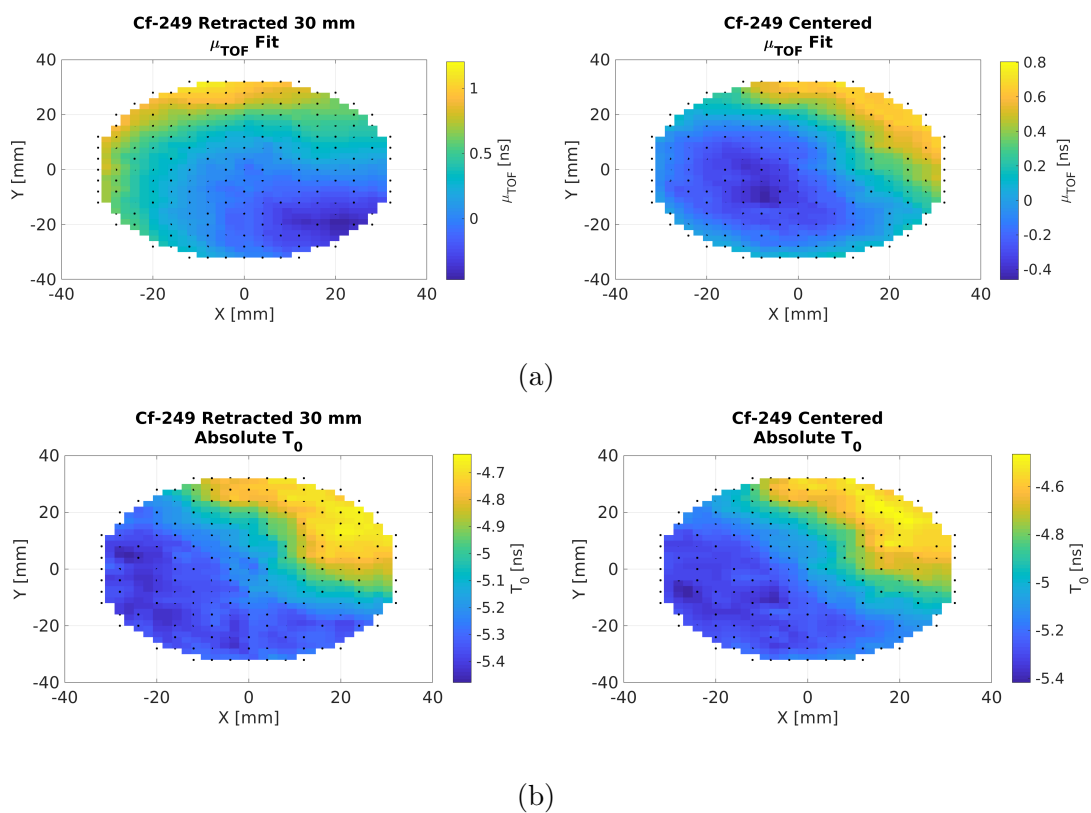 Cf-249 Retracted 30 mm
μTOF Fit
40
20
0
-20
-40
Y [mm]
-40 -20 0 20 40
X [mm]
1
0.5
0
μTOF [ns]
Cf-249 Centered
μTOF Fit
40
20
0
-20
-40
Y [mm]
-40 -20 0 20 40
X [mm]
0.8
0.6
0.4
0.2
0
-0.2
-0.4
μTOF [ns]
(a)
Cf-249 Retracted 30 mm
Absolute T0
40
20
0
-20
-40
Y [mm]
-40 -20 0 20 40
X [mm]
-4.7
-4.8
-4.9
-5
-5.1
-5.2
-5.3
-5.4
T0 [ns]
Cf-249 Centered
Absolute T0
40
20
0
-20
-40
Y [mm]
-40 -20 0 20 40
X [mm]
-4.6
-4.8
-5
-5.2
-5.4
T0 [ns]
(b)